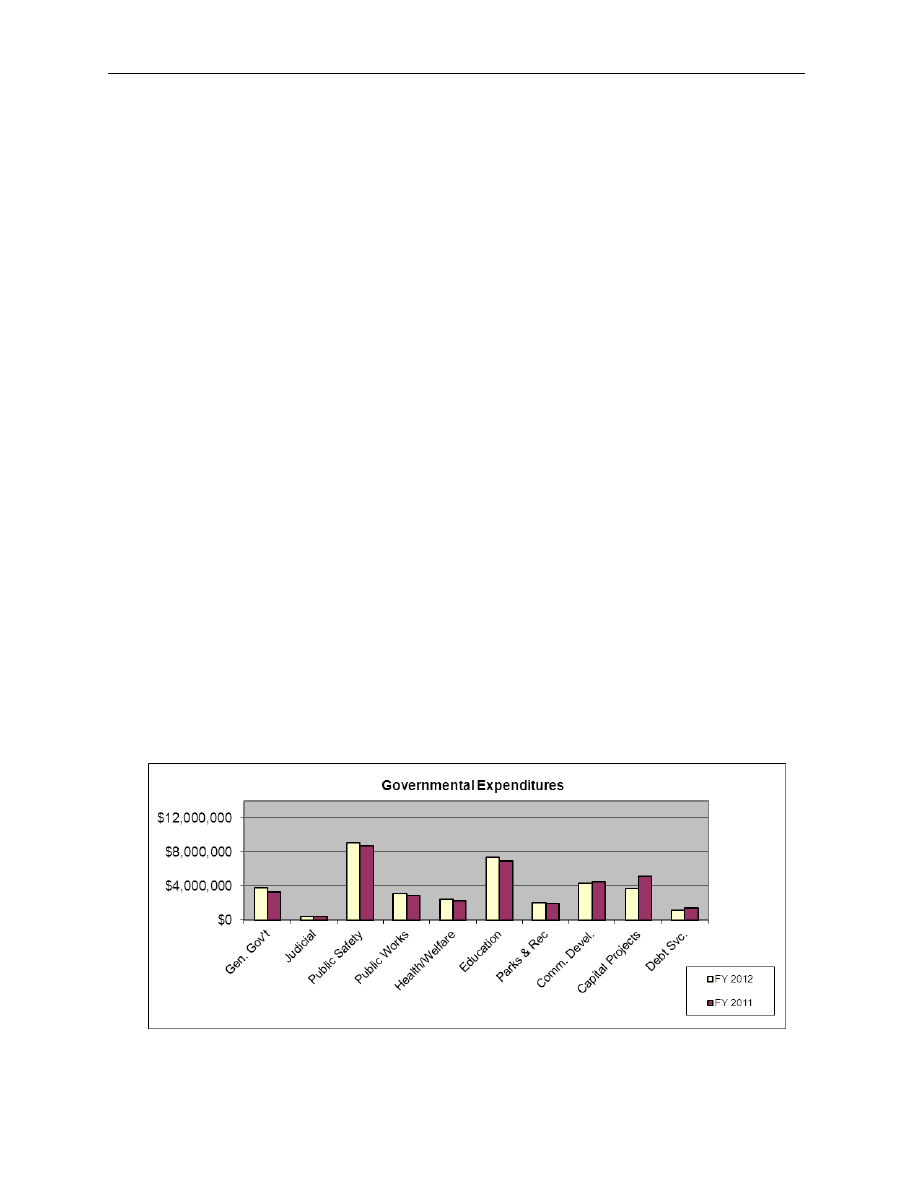 Governmental Expenditures
$12,000,000
$8,000,000
$4,000,000
$0
Gen. Gov't
Judicial
Public Safety
Public Works
Health/Welfare
Education
Parks & Rec
Comm. Devel.
Capital Projects
Debt Svc.
FY 2012
FY 2011